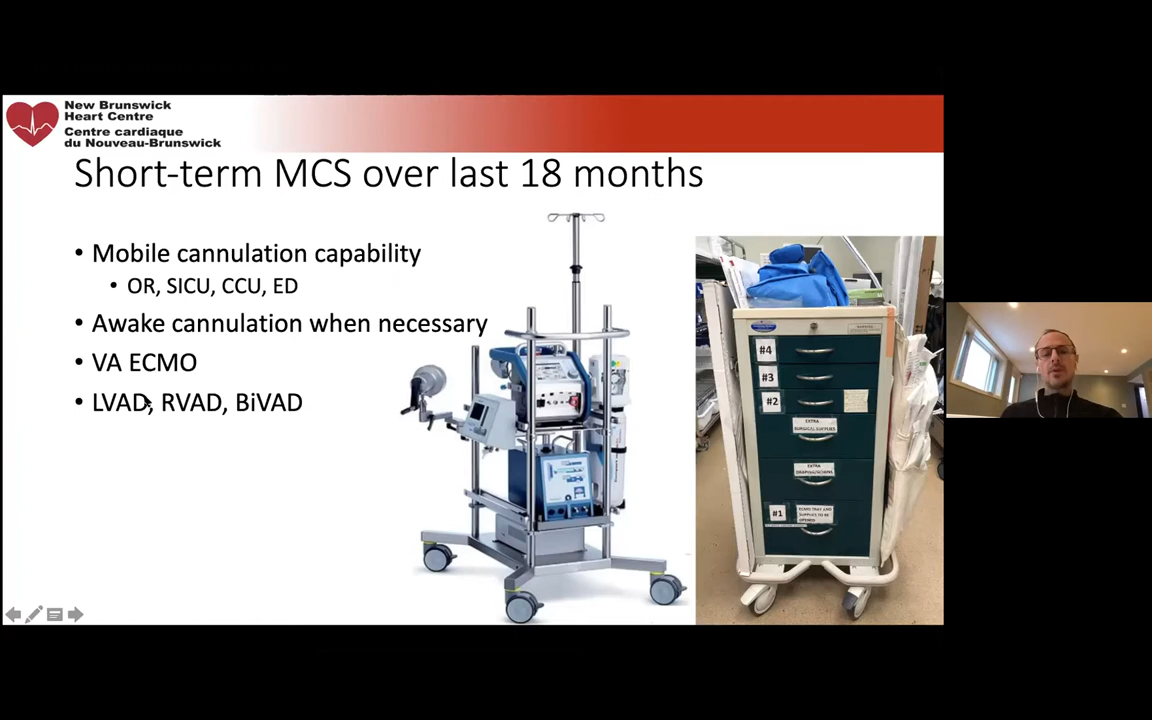 New Brunswick
Heart Centre
Centre cardiaque
du Nouveau-Brunswick
Short-term MCS over last 18 months
• Mobile cannulation capability
• OR, SICU, CCU, ED
• Awake cannulation when necessary
• VA ECMO
• LVAD, RVAD, BiVAD
#4
#3
#2
EXTRA
SURGICAL SUPPLIES
EXTRA
#1
ECMO TRAY AND
SUPPLIES TO BE
OPENED